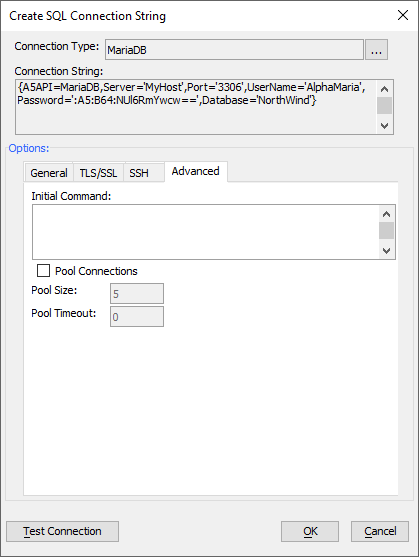 Create SQL Connection String
Connection Type: MariaDB ...
Connection String:
{A5API=MariaDB,Server='MyHost',Port='3306',UserName='AlphaMaria',
Password=':A5:B64:NUl6RmYwcw==',Database='NorthWind'}
Options:
General TLS/SSL SSH Advanced
Initial Command:
Pool Connections
Pool Size: 5
Pool Timeout: 0
Test Connection OK Cancel